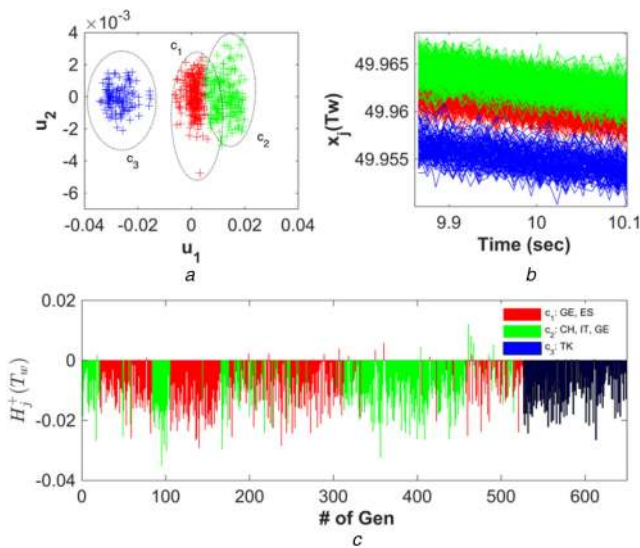 ×10⁻³
4
2
0
-2
-4
-6
u₂
c₁
c₂
c₃
-0.04 -0.02 0 0.02 0.04
u₁
a
49.965
49.96
49.955
xⱼ(Tw)
9.9 10 10.1
Time (sec)
b
0.02
0
-0.02
-0.04
Hⱼ⁺(T_w)
c₁: GE, ES
c₂: CH, IT, GE
c₃: TK
0 100 200 300 400 500 600
# of Gen
c